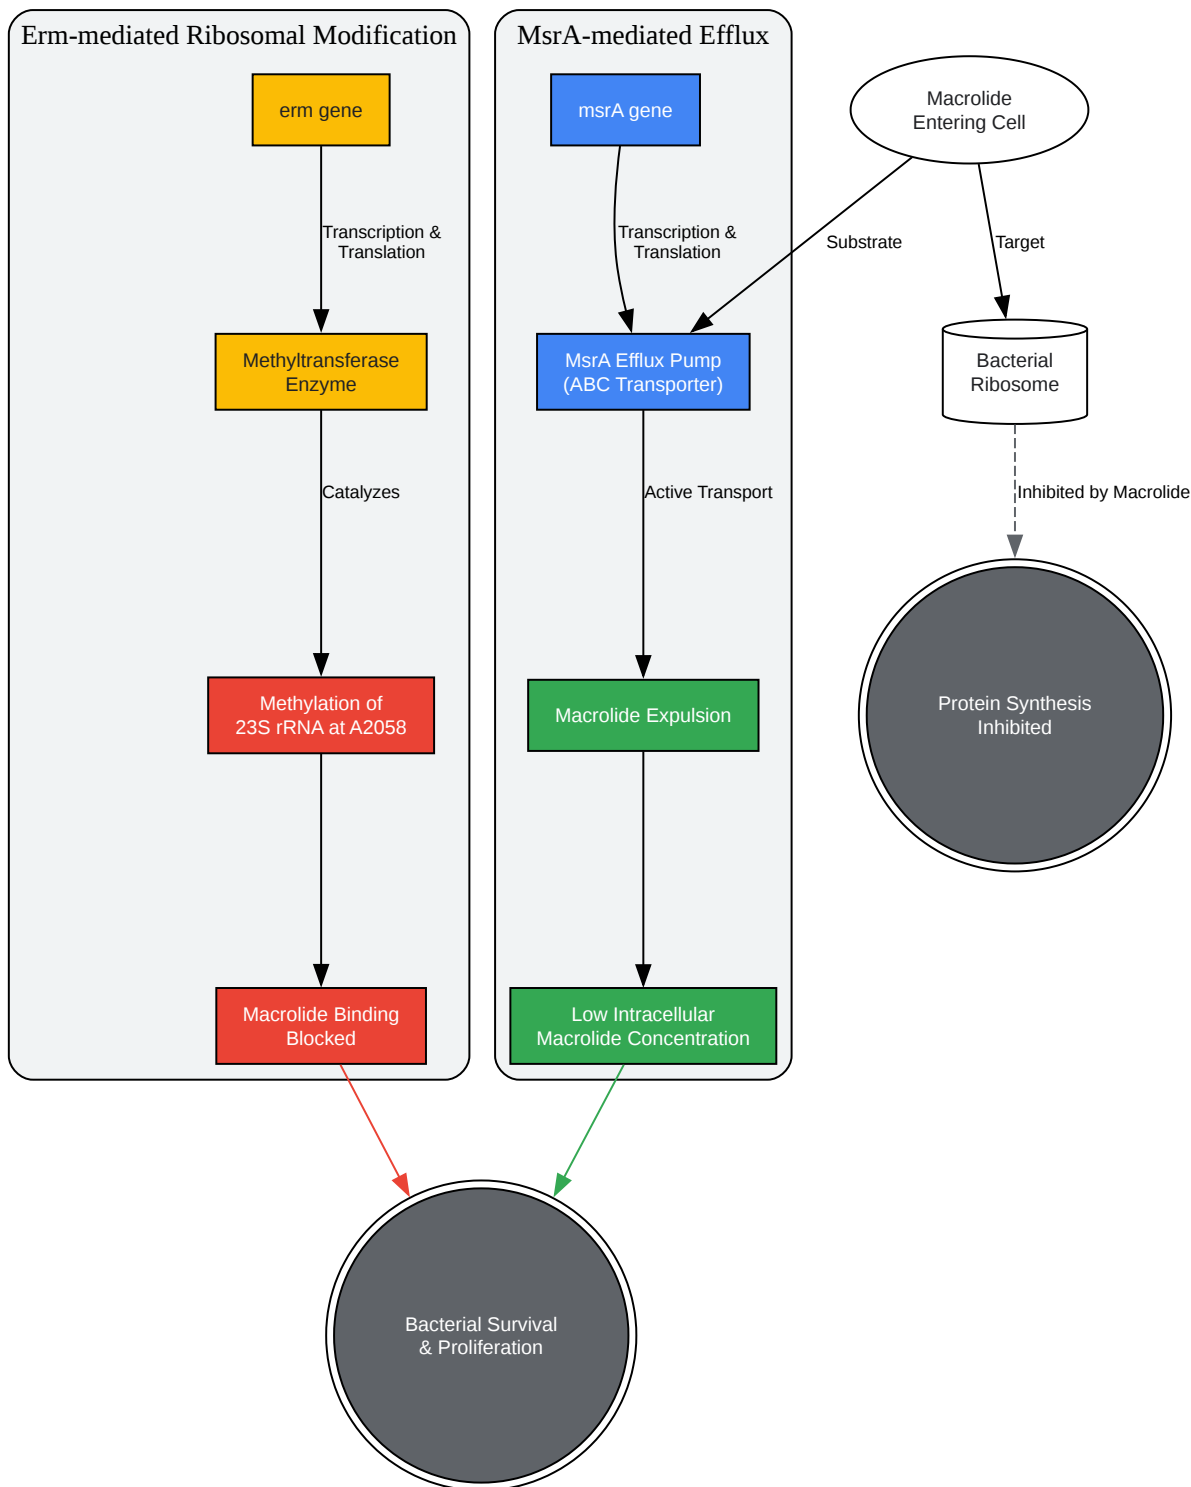 Erm-mediated Ribosomal Modification
MsrA-mediated Efflux
erm gene
msrA gene
Macrolide
Entering Cell
Transcription &
Translation
Transcription &
Translation
Substrate
Target
Methyltransferase
Enzyme
MsrA Efflux Pump
(ABC Transporter)
Bacterial
Ribosome
Catalyzes
Active Transport
Inhibited by Macrolide
Methylation of
23S rRNA at A2058
Macrolide Expulsion
Protein Synthesis
Inhibited
Macrolide Binding
Blocked
Low Intracellular
Macrolide Concentration
Bacterial Survival
& Proliferation